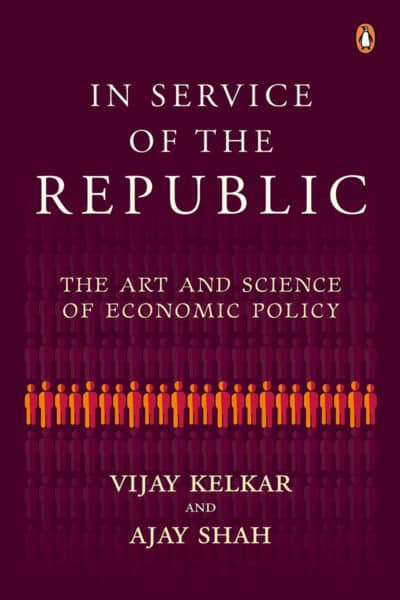 IN SERVICE
OF THE
REPUBLIC
THE ART AND SCIENCE
OF ECONOMIC POLICY
VIJAY KELKAR
AND
AJAY SHAH